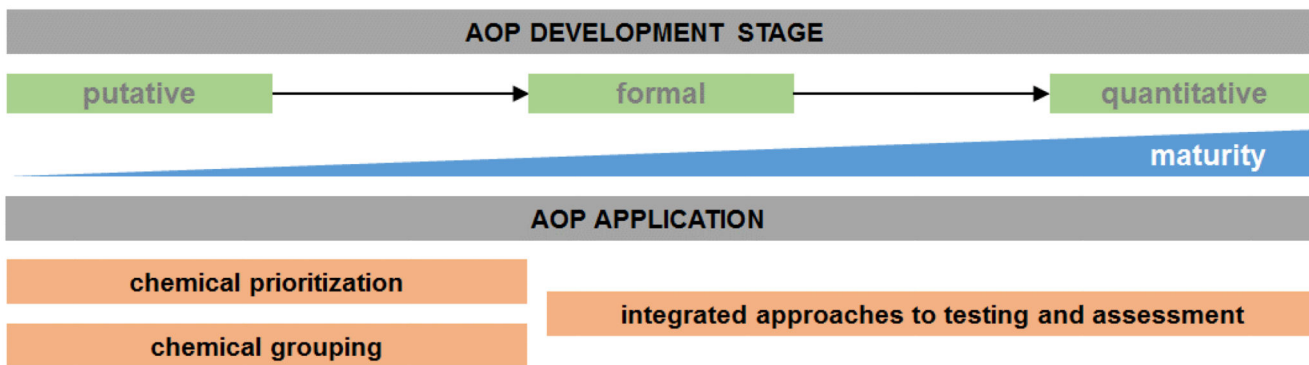 AOP DEVELOPMENT STAGE
putative formal quantitative
maturity
AOP APPLICATION
chemical prioritization
integrated approaches to testing and assessment
chemical grouping